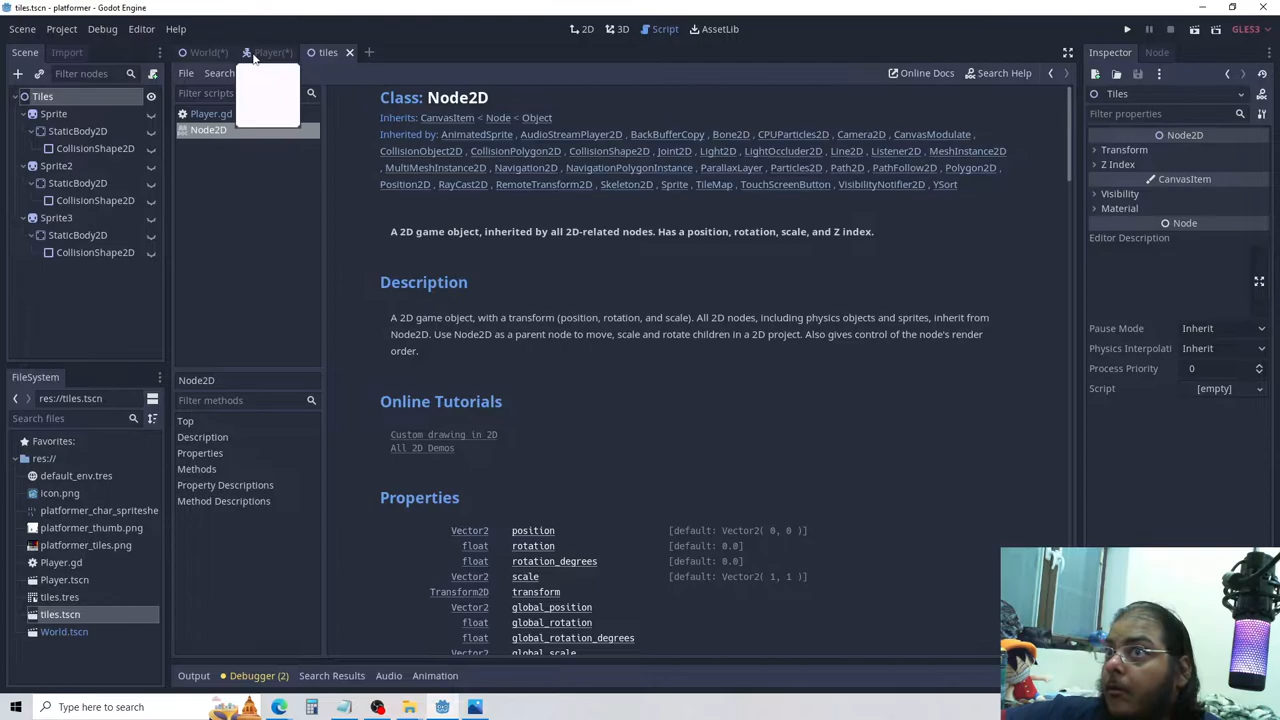 tiles.tscn - platformer - Godot Engine
Scene Project Debug Editor Help
2D 3D Script AssetLib
GLES3
Scene Import
World(*) Player(*) tiles
Inspector Node
Filter nodes
File Search
Online Docs Search Help
Filter scripts
Player.gd
Node2D
Tiles
Sprite
StaticBody2D
CollisionShape2D
Sprite2
StaticBody2D
CollisionShape2D
Sprite3
StaticBody2D
CollisionShape2D
Class: Node2D
Inherits: CanvasItem < Node < Object
Inherited by: AnimatedSprite , AudioStreamPlayer2D , BackBufferCopy , Bone2D , CPUParticles2D , Camera2D , CanvasModulate ,
CollisionObject2D , CollisionPolygon2D , CollisionShape2D , Joint2D , Light2D , LightOccluder2D , Line2D , Listener2D , MeshInstance2D
, MultiMeshInstance2D , Navigation2D , NavigationPolygonInstance , ParallaxLayer , Particles2D , Path2D , PathFollow2D , Polygon2D ,
Position2D , RayCast2D , RemoteTransform2D , Skeleton2D , Sprite , TileMap , TouchScreenButton , VisibilityNotifier2D , YSort
A 2D game object, inherited by all 2D-related nodes. Has a position, rotation, scale, and Z index.
Description
A 2D game object, with a transform (position, rotation, and scale). All 2D nodes, including physics objects and sprites, inherit from
Node2D. Use Node2D as a parent node to move, scale and rotate children in a 2D project. Also gives control of the node's render
order.
Online Tutorials
Custom drawing in 2D
All 2D Demos
Properties
Vector2 position [default: Vector2( 0, 0 )]
float rotation [default: 0.0]
float rotation_degrees [default: 0.0]
Vector2 scale [default: Vector2( 1, 1 )]
Transform2D transform
Vector2 global_position
float global_rotation
float global_rotation_degrees
Vector2 global_scale
Tiles
Filter properties
Node2D
Transform
Z Index
CanvasItem
Visibility
Material
Node
Editor Description
Pause Mode Inherit
Physics Interpolati Inherit
Process Priority 0
Script [empty]
FileSystem
res://tiles.tscn
Search files
Favorites:
res://
default_env.tres
icon.png
platformer_char_spriteshe
platformer_thumb.png
platformer_tiles.png
Player.gd
Player.tscn
tiles.tres
tiles.tscn
World.tscn
Node2D
Filter methods
Top
Description
Properties
Methods
Property Descriptions
Method Descriptions
Output Debugger (2) Search Results Audio Animation
Type here to search